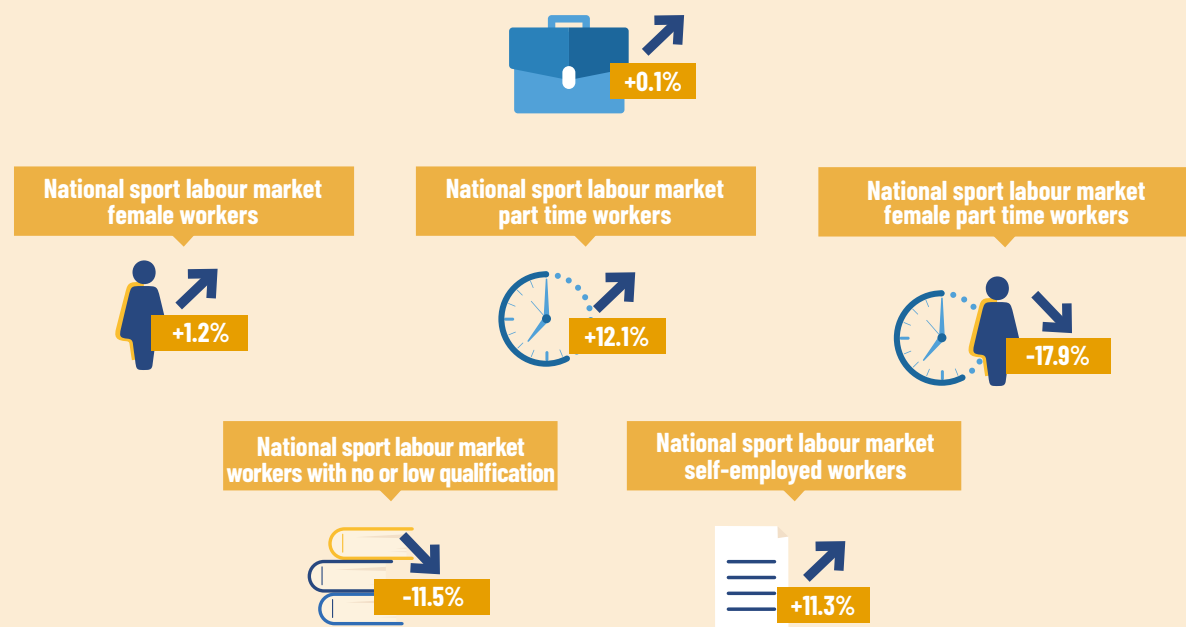 +0.1%
National sport labour market
female workers
National sport labour market
part time workers
National sport labour market
female part time workers
+1.2%
+12.1%
-17.9%
National sport labour market
workers with no or low qualification
National sport labour market
self-employed workers
-11.5%
+11.3%